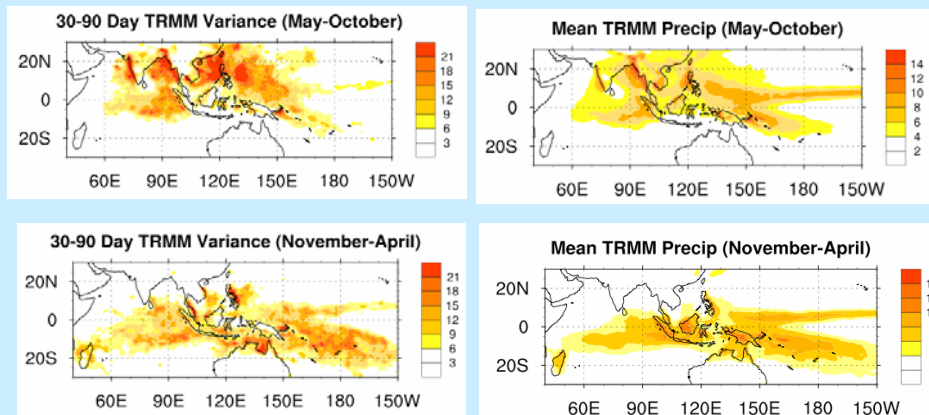 30-90 Day TRMM Variance (May-October)
20N
0
20S
60E 90E 120E 150E 180 150W
21
18
15
12
9
6
3
Mean TRMM Precip (May-October)
20N
0
20S
60E 90E 120E 150E 180 150W
14
12
10
8
6
4
2
30-90 Day TRMM Variance (November-April)
20N
0
20S
60E 90E 120E 150E 180 150W
21
18
15
12
9
6
3
Mean TRMM Precip (November-April)
20N
0
20S
60E 90E 120E 150E 180 150W